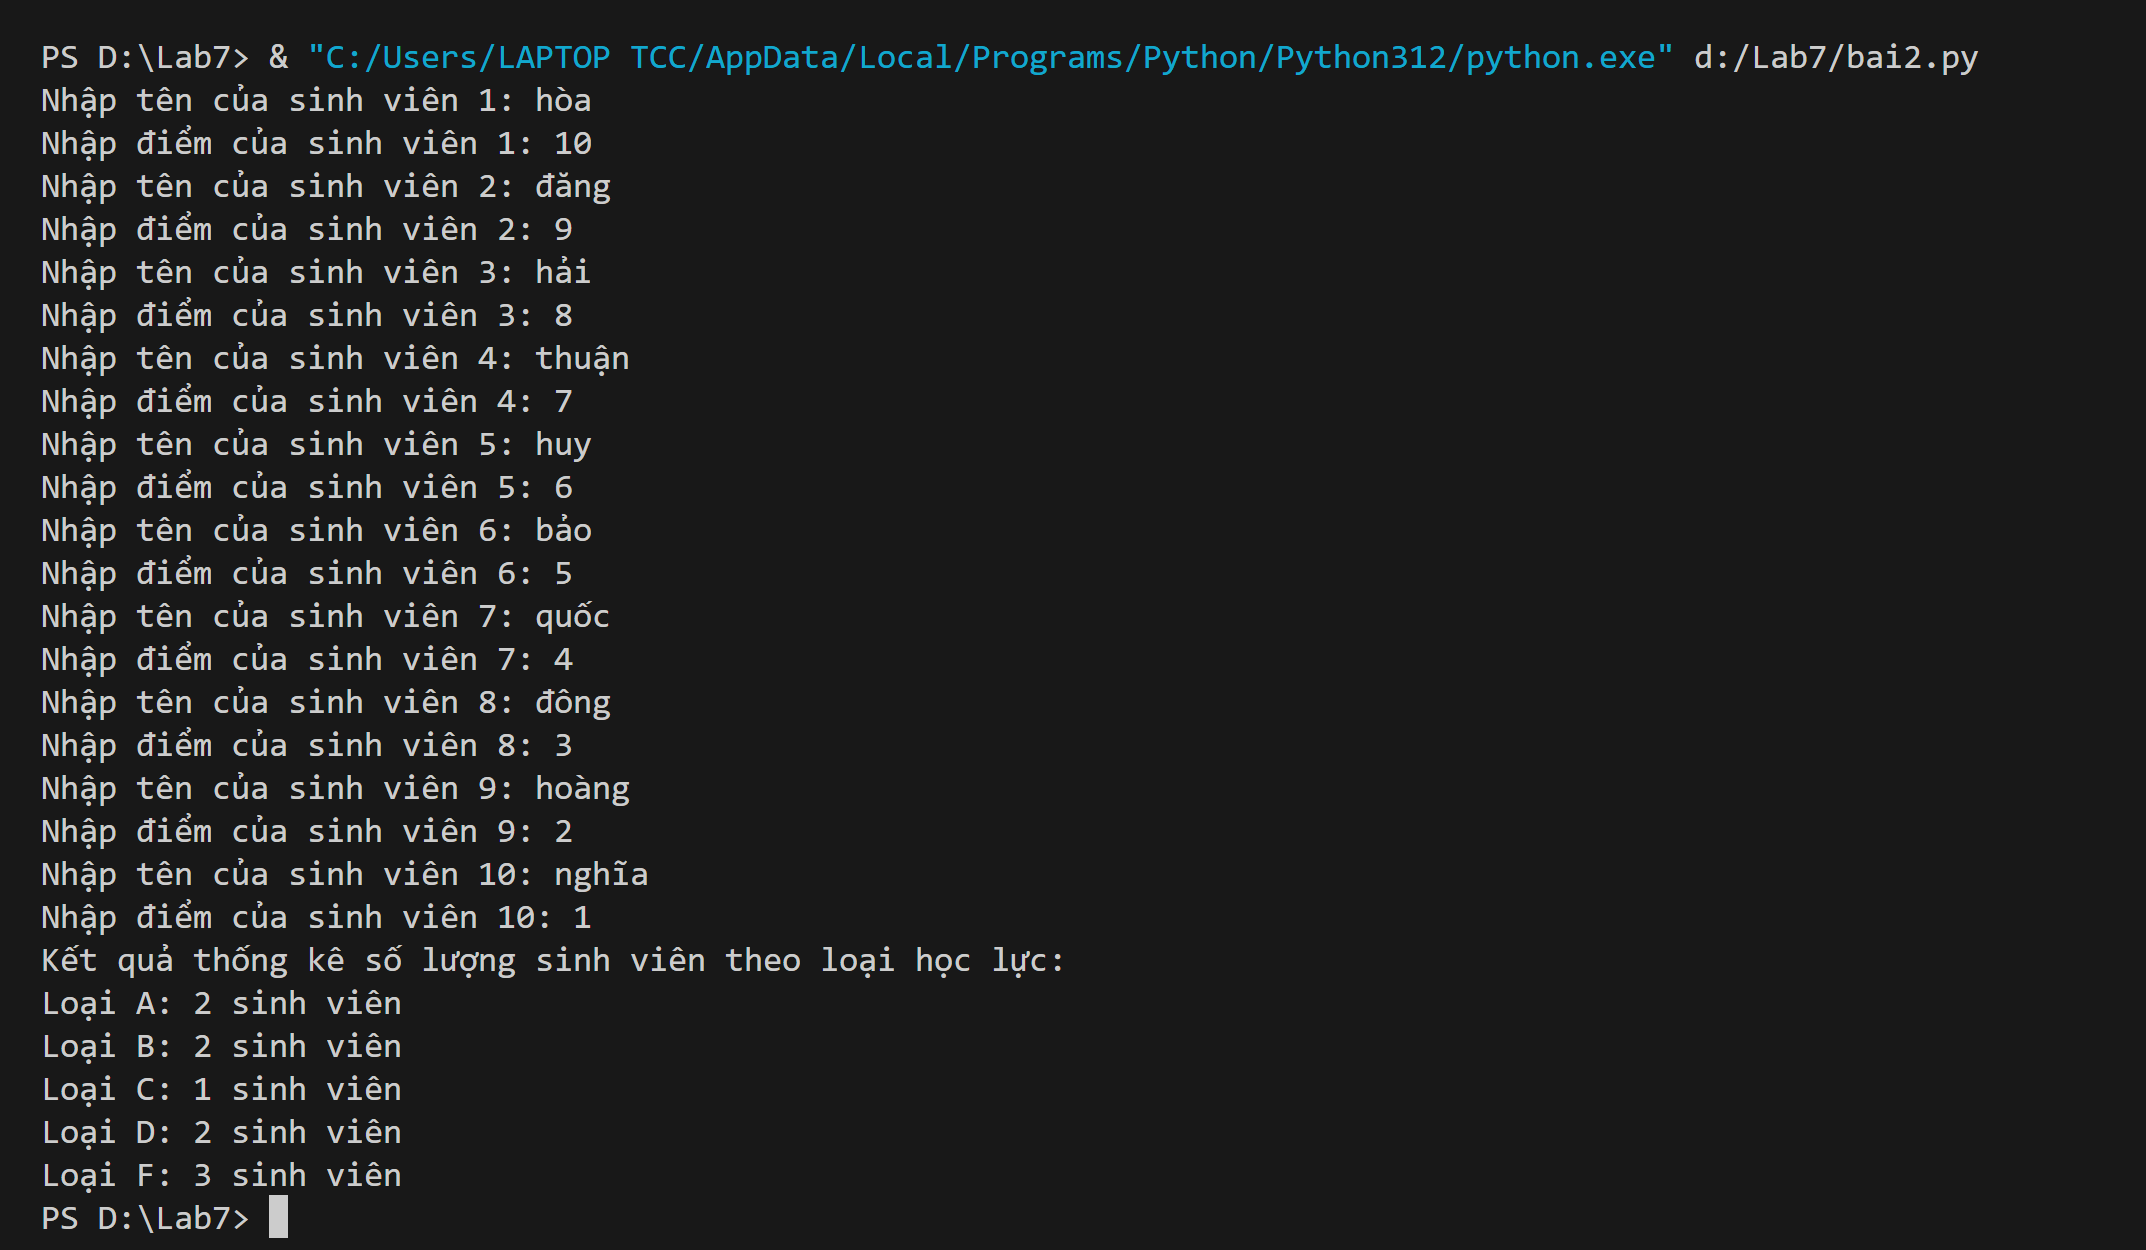 PS D:\Lab7> & "C:/Users/LAPTOP TCC/AppData/Local/Programs/Python/Python312/python.exe" d:/Lab7/bai2.py
Nhập tên của sinh viên 1: hòa
Nhập điểm của sinh viên 1: 10
Nhập tên của sinh viên 2: đăng
Nhập điểm của sinh viên 2: 9
Nhập tên của sinh viên 3: hải
Nhập điểm của sinh viên 3: 8
Nhập tên của sinh viên 4: thuận
Nhập điểm của sinh viên 4: 7
Nhập tên của sinh viên 5: huy
Nhập điểm của sinh viên 5: 6
Nhập tên của sinh viên 6: bảo
Nhập điểm của sinh viên 6: 5
Nhập tên của sinh viên 7: quốc
Nhập điểm của sinh viên 7: 4
Nhập tên của sinh viên 8: đông
Nhập điểm của sinh viên 8: 3
Nhập tên của sinh viên 9: hoàng
Nhập điểm của sinh viên 9: 2
Nhập tên của sinh viên 10: nghĩa
Nhập điểm của sinh viên 10: 1
Kết quả thống kê số lượng sinh viên theo loại học lực:
Loại A: 2 sinh viên
Loại B: 2 sinh viên
Loại C: 1 sinh viên
Loại D: 2 sinh viên
Loại F: 3 sinh viên
PS D:\Lab7>